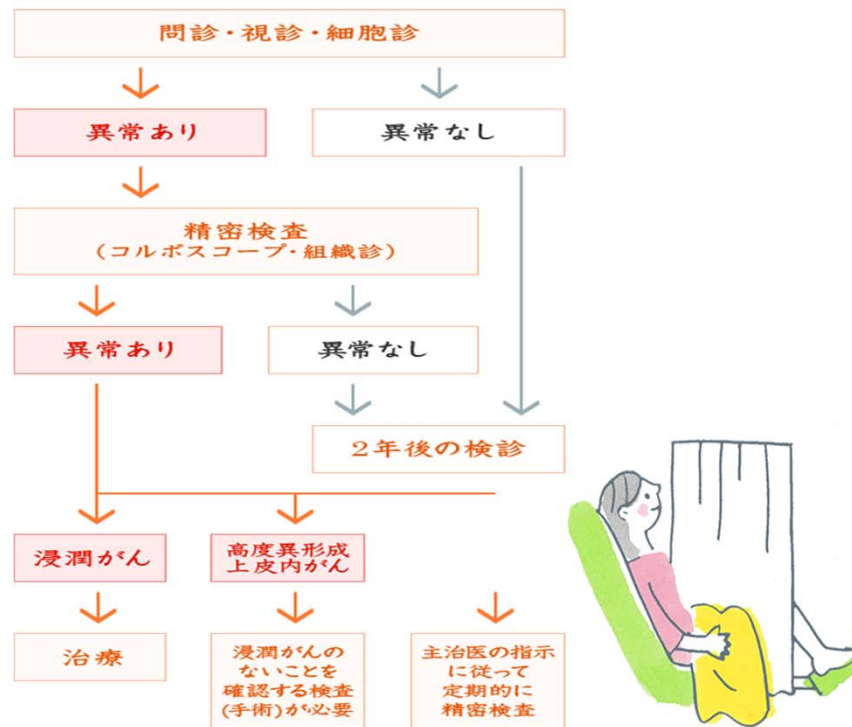 問診・視診・細胞診
異常あり
異常なし
精密検査
(コルポスコープ・組織診)
異常あり
異常なし
2年後の検診
浸潤がん
高度異形成
上皮内がん
治療
浸潤がんの
ないことを
確認する検査
(手術)が必要
主治医の指示
に従って
定期的に
精密検査